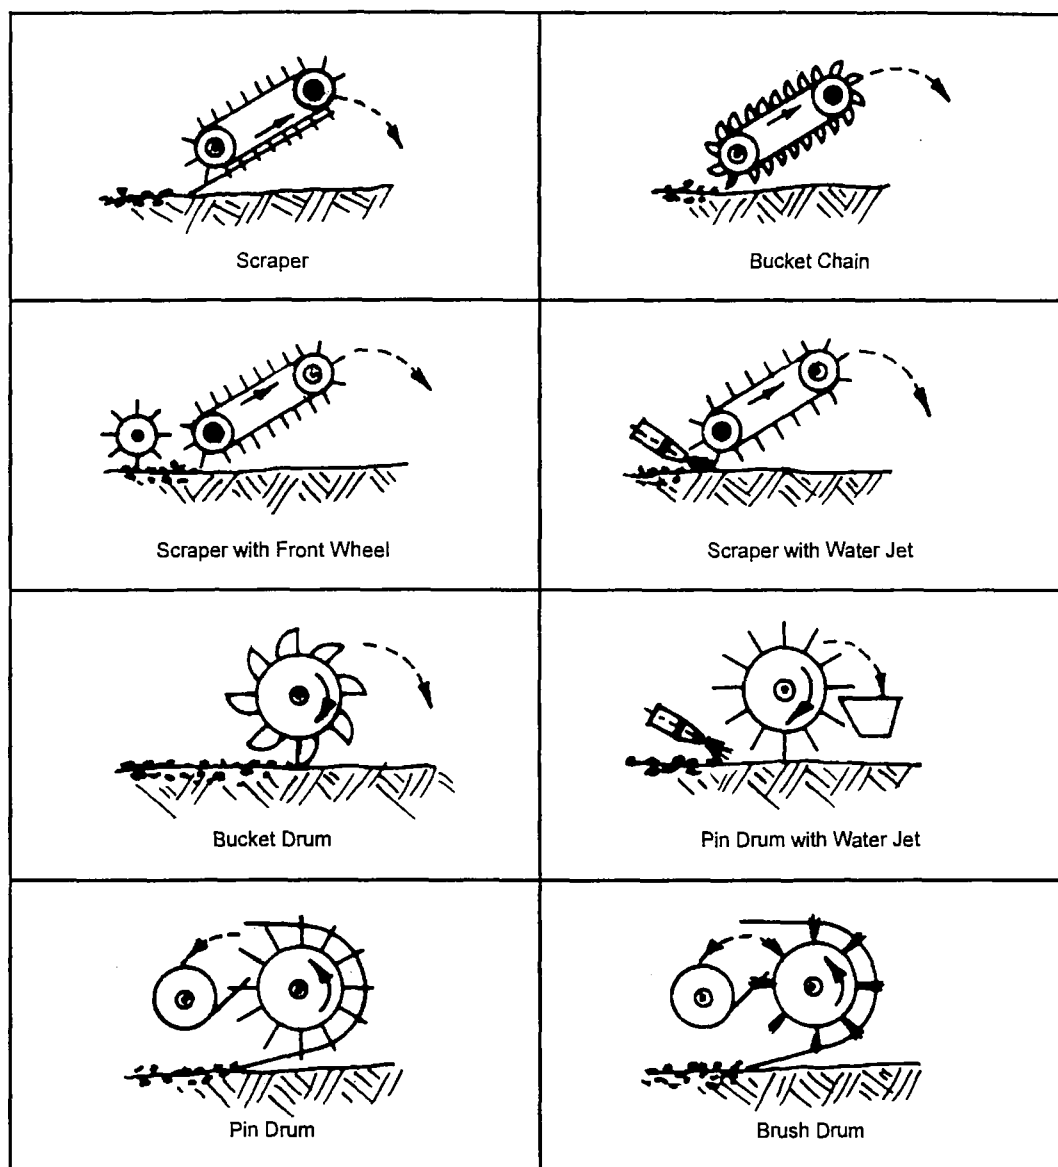 Scraper
Bucket Chain
Scraper with Front Wheel
Scraper with Water Jet
Bucket Drum
Pin Drum with Water Jet
Pin Drum
Brush Drum